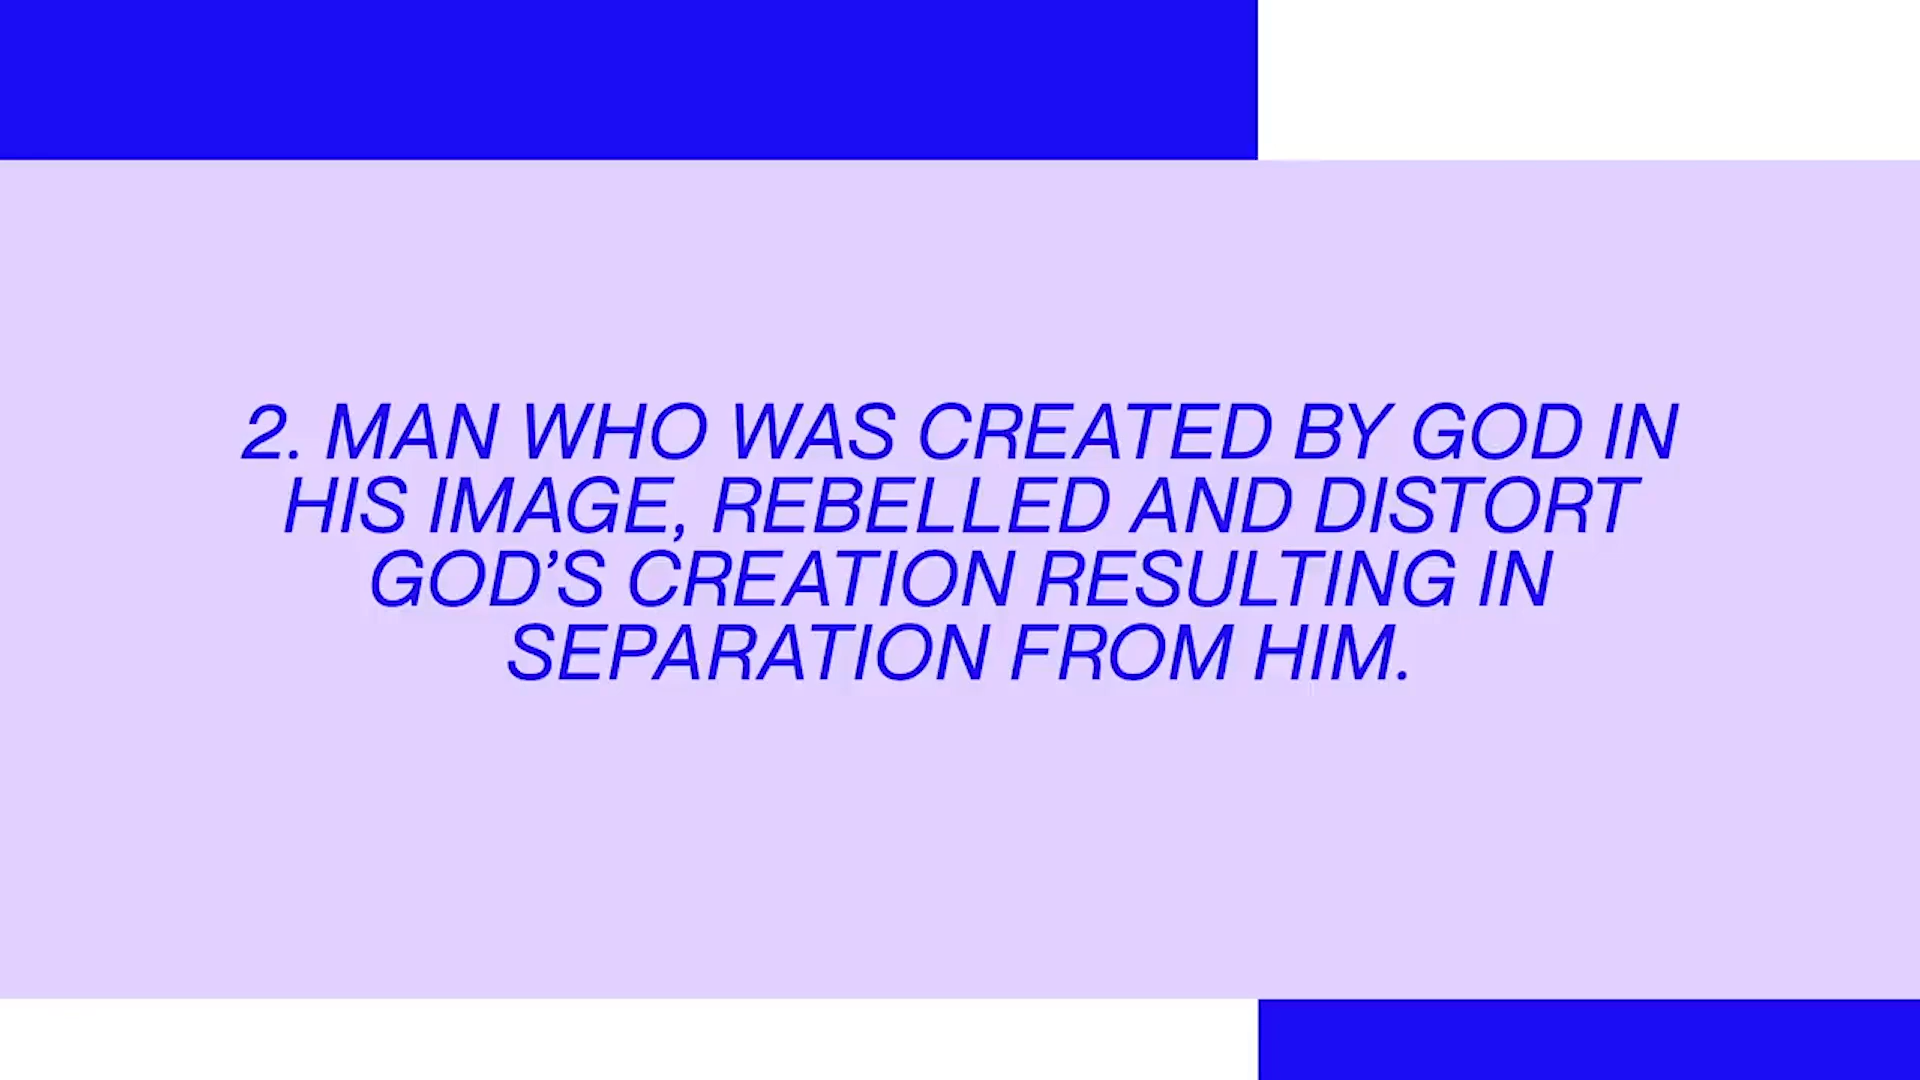 2. MAN WHO WAS CREATED BY GOD IN
HIS IMAGE, REBELLED AND DISTORT
GOD’S CREATION RESULTING IN
SEPARATION FROM HIM.